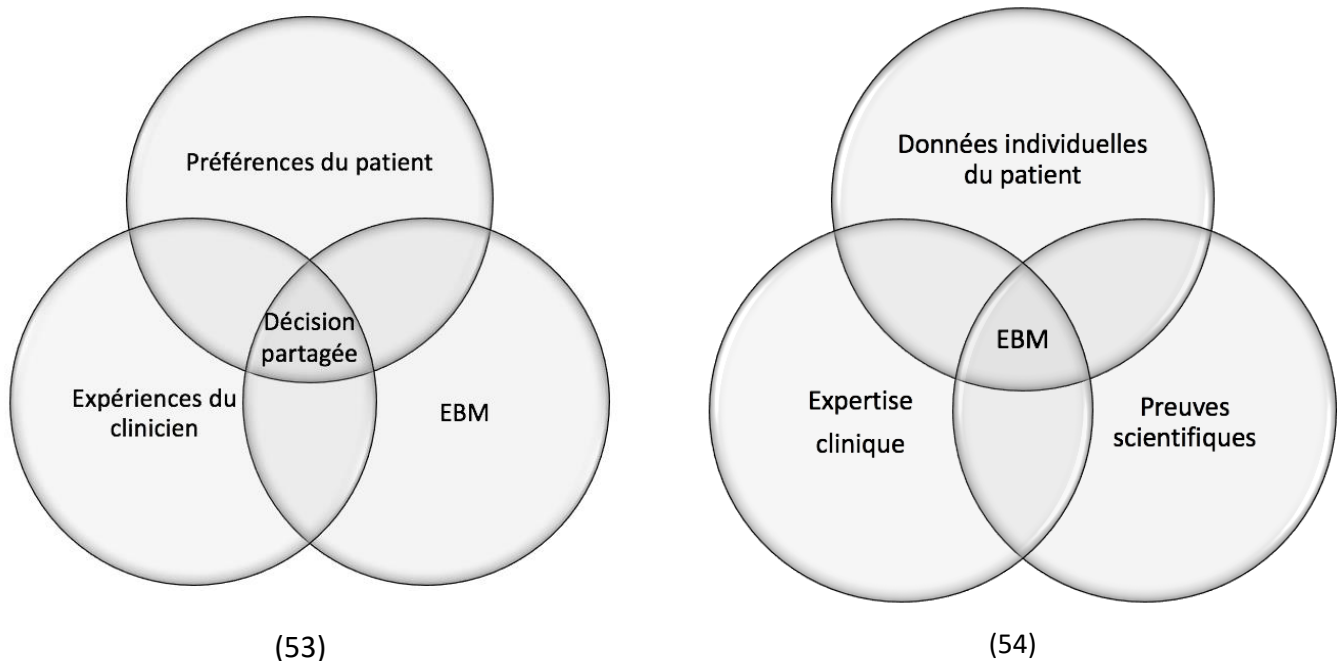 Préférences du patient
Décision
partagée
Expériences du
clinicien
EBM
(53)
Données individuelles
du patient
EBM
Expertise
clinique
Preuves
scientifiques
(54)